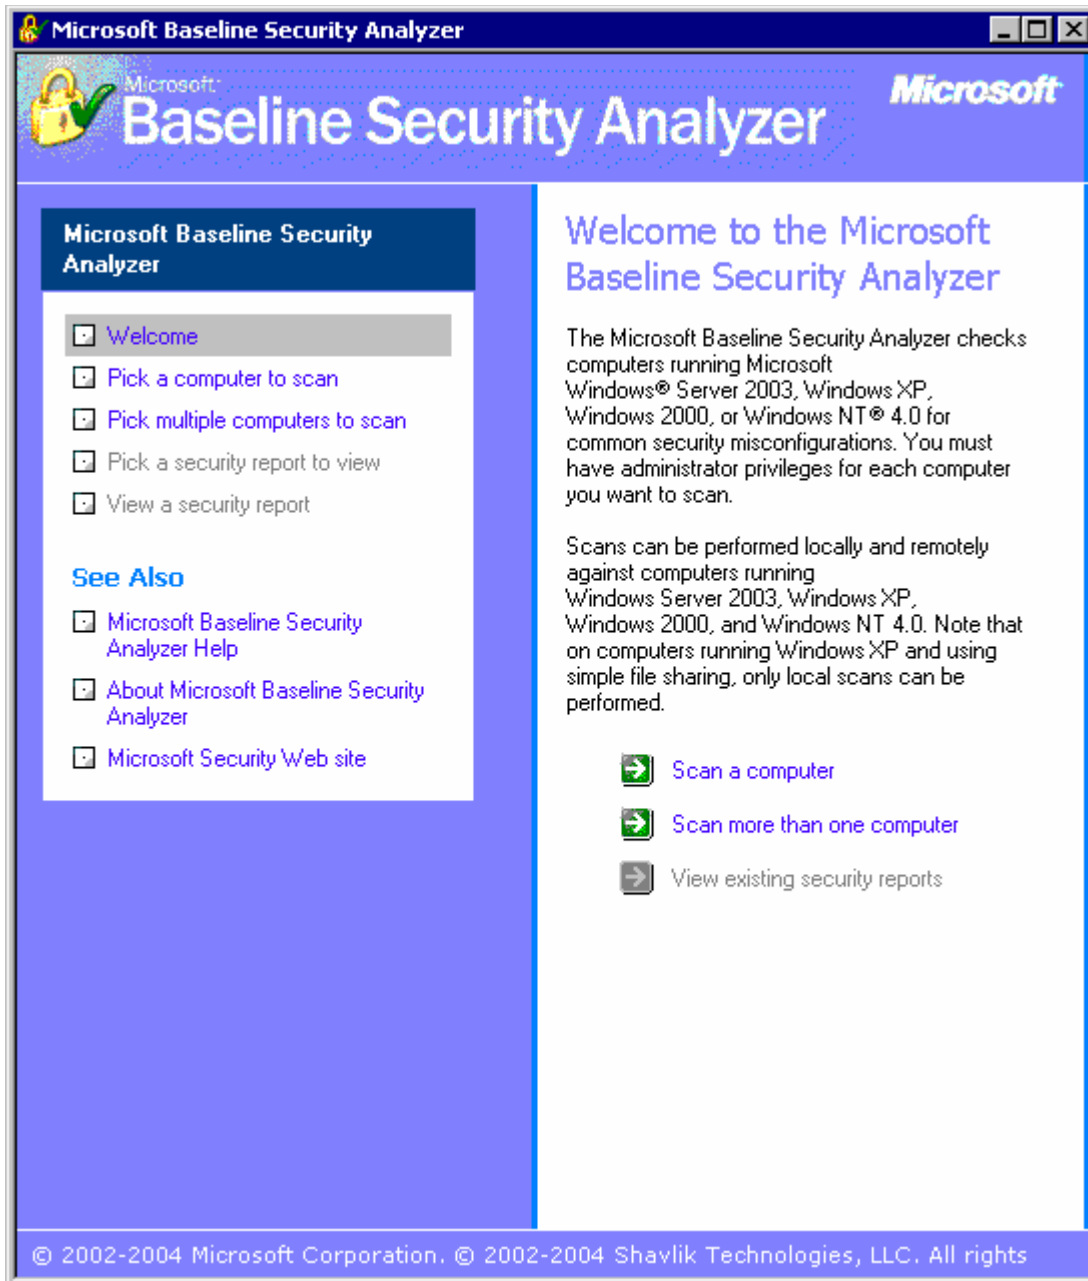 Microsoft Baseline Security Analyzer
Microsoft
Baseline Security Analyzer
Microsoft
Microsoft Baseline Security
Analyzer
Welcome
Pick a computer to scan
Pick multiple computers to scan
Pick a security report to view
View a security report
See Also
Microsoft Baseline Security
Analyzer Help
About Microsoft Baseline Security
Analyzer
Microsoft Security Web site
Welcome to the Microsoft
Baseline Security Analyzer
The Microsoft Baseline Security Analyzer checks
computers running Microsoft
Windows® Server 2003, Windows XP,
Windows 2000, or Windows NT® 4.0 for
common security misconfigurations. You must
have administrator privileges for each computer
you want to scan.
Scans can be performed locally and remotely
against computers running
Windows Server 2003, Windows XP,
Windows 2000, and Windows NT 4.0. Note that
on computers running Windows XP and using
simple file sharing, only local scans can be
performed.
Scan a computer
Scan more than one computer
View existing security reports
© 2002-2004 Microsoft Corporation. © 2002-2004 Shavlik Technologies, LLC. All rights